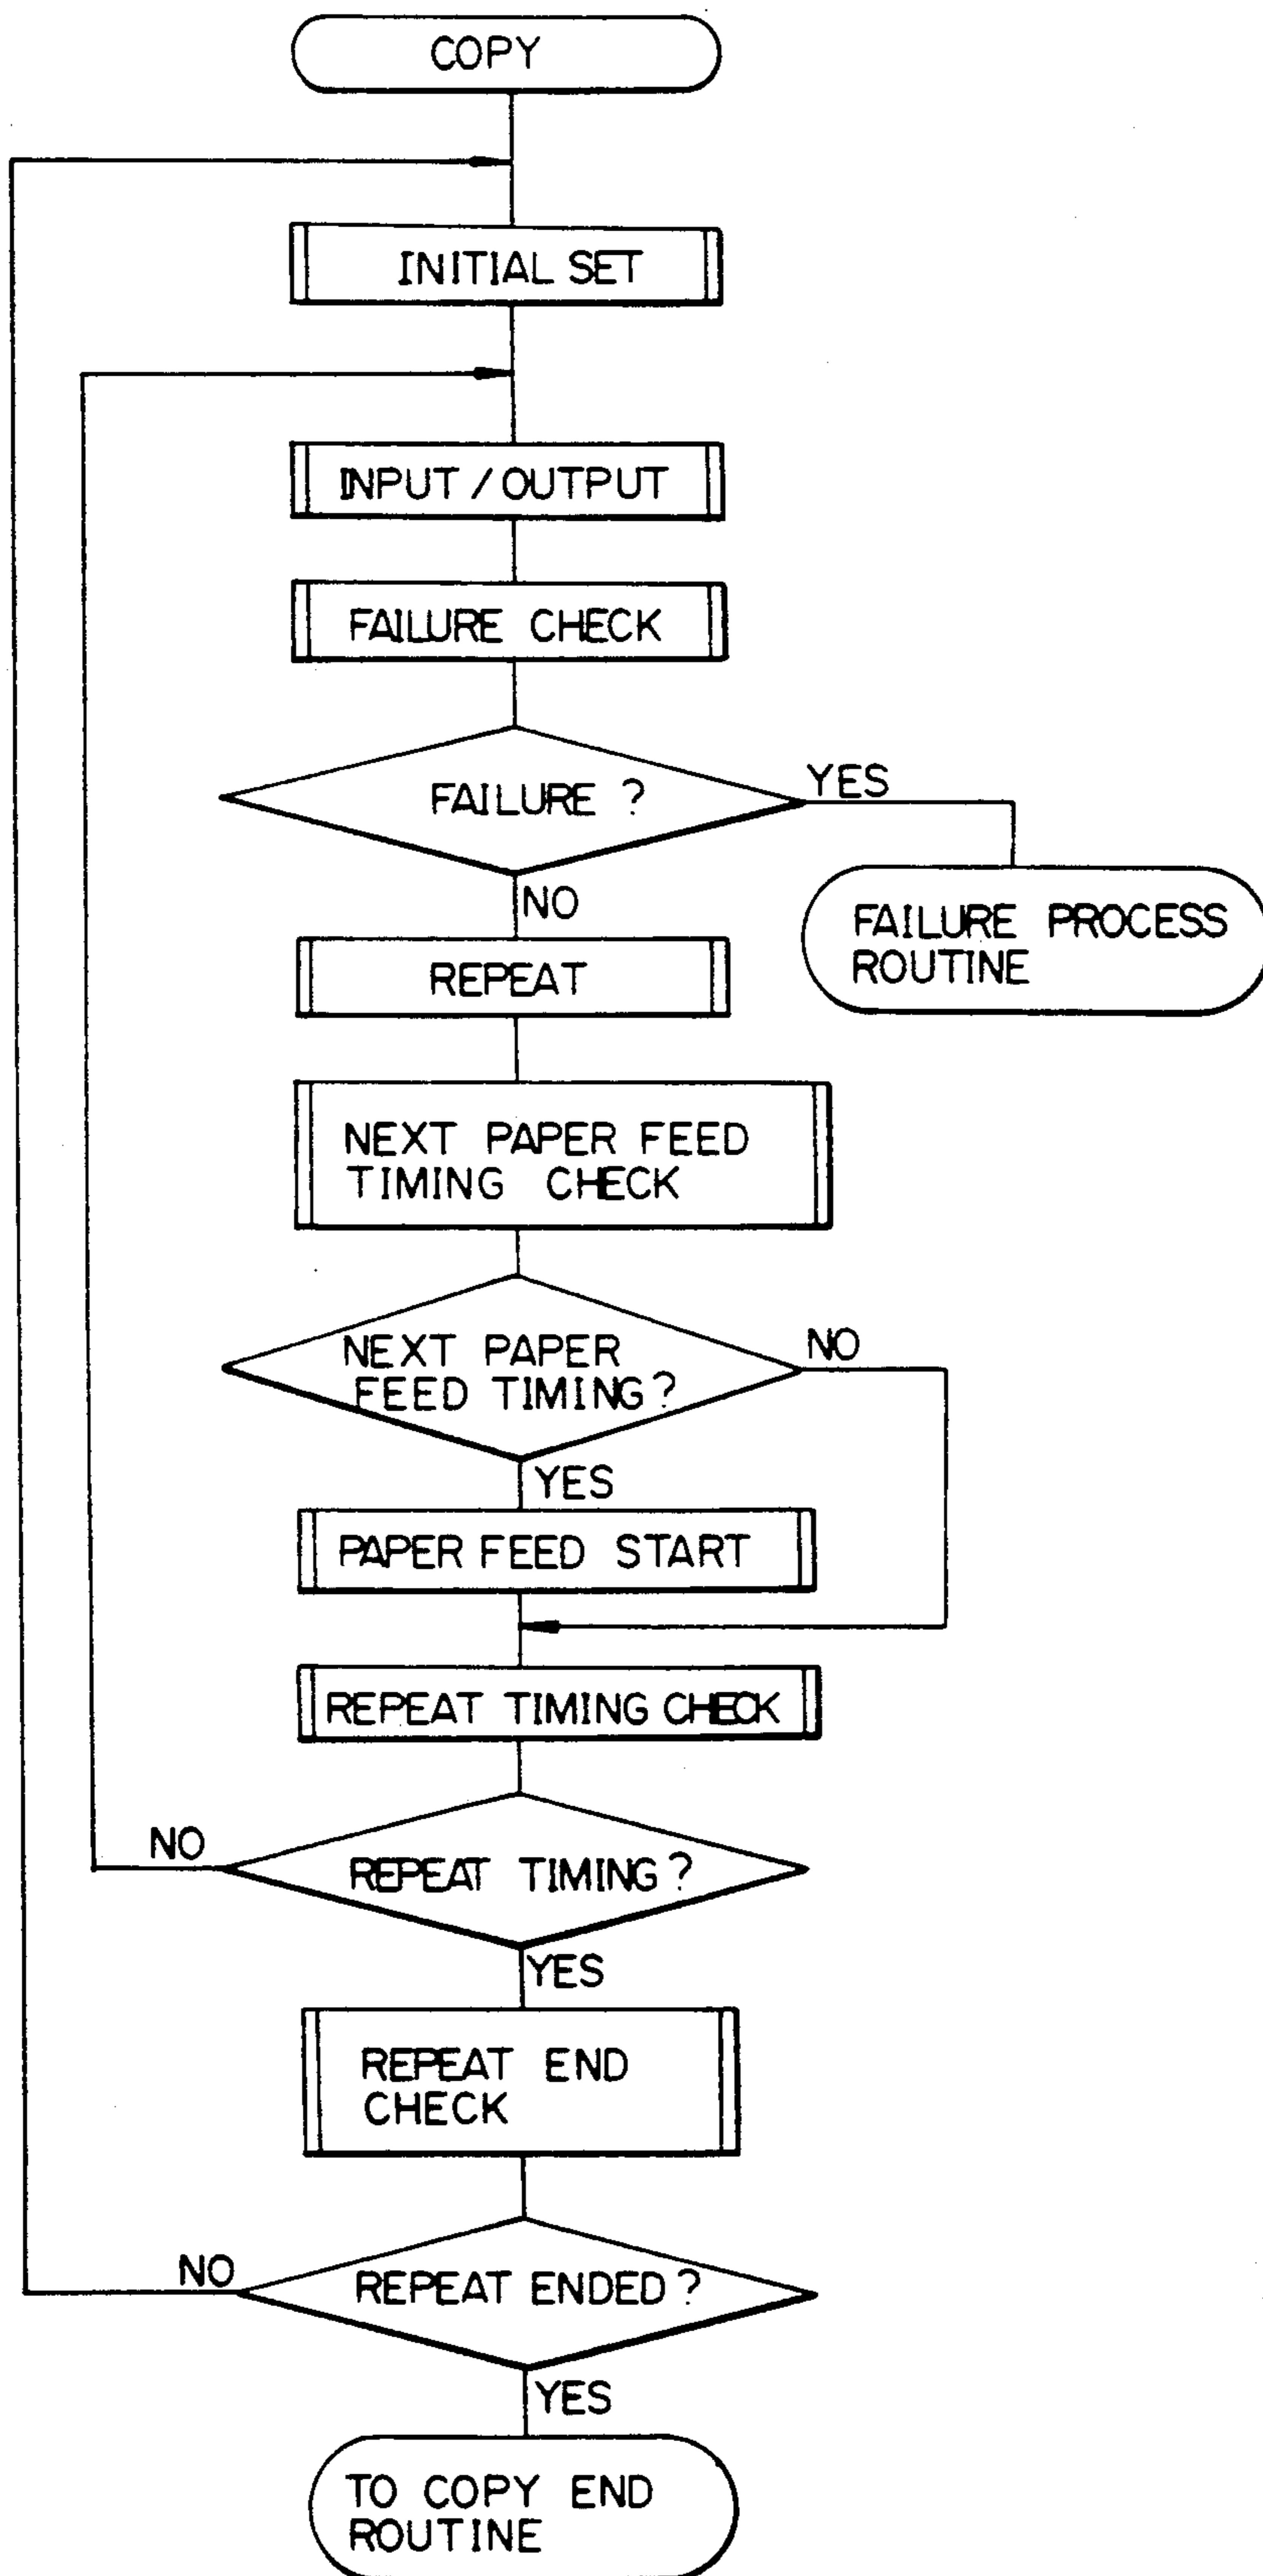 COPY
INITIAL SET
INPUT / OUTPUT
FAILURE CHECK
FAILURE ?
YES
NO
FAILURE PROCESS
ROUTINE
REPEAT
NEXT PAPER FEED
TIMING CHECK
NEXT PAPER
FEED TIMING ?
NO
YES
PAPER FEED START
REPEAT TIMING CHECK
REPEAT TIMING ?
NO
YES
REPEAT END
CHECK
REPEAT ENDED ?
NO
YES
TO COPY END
ROUTINE